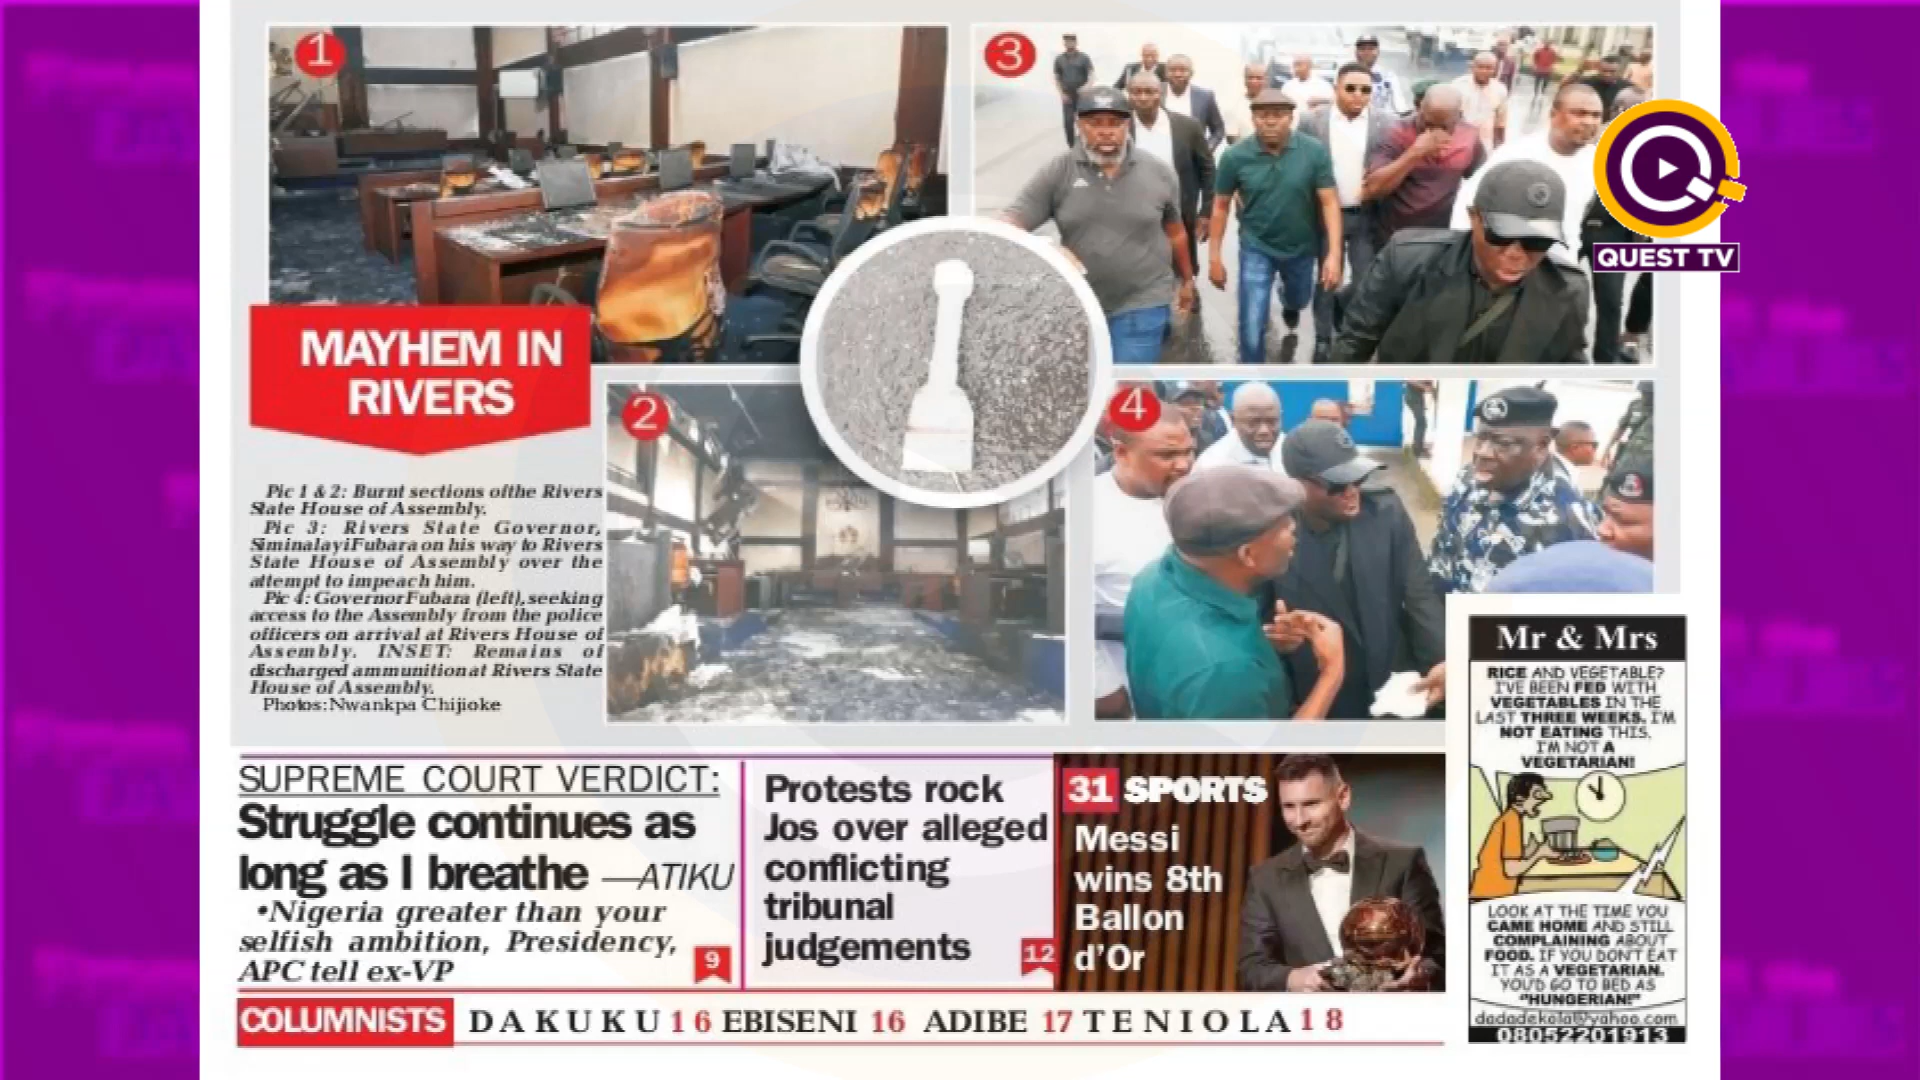 1
3
QUEST TV
MAYHEM IN
RIVERS
2
4
Pic 1 & 2: Burnt sections ofthe Rivers
State House of Assembly.
Pic 3: Rivers State Governor,
SiminalayiFubara on his way to Rivers
State House of Assembly over the
attempt to impeach him.
Pic 4: GovernorFubara (left), seeking
access to the Assembly from the police
officers on arrival at Rivers House of
Assembly. INSET: Remains of
discharged ammunition at Rivers State
House of Assembly.
Photos: Nwankpa Chijioke
SUPREME COURT VERDICT:
Struggle continues as
long as I breathe —ATIKU
•Nigeria greater than your
selfish ambition, Presidency,
APC tell ex-VP
9
Protests rock
Jos over alleged
conflicting
tribunal
judgements
12
31 SPORTS
Messi
wins 8th
Ballon
d'Or
COLUMNISTS DAKUKU 16 EBISENI 16 ADIBE 17 TENIOLA 18
Mr & Mrs
RICE AND VEGETABLE?
I'VE BEEN FED WITH
VEGETABLES IN THE
LAST THREE WEEKS. I'M
NOT EATING THIS.
I'M NOT A
VEGETARIAN!
LOOK AT THE TIME YOU
CAME HOME AND STILL
COMPLAINING ABOUT
FOOD. IF YOU DON'T EAT
IT AS A VEGETARIAN.
YOU'D GO TO BED AS
"HUNGERIAN!"
dadadekola@yahoo.com
08052201913